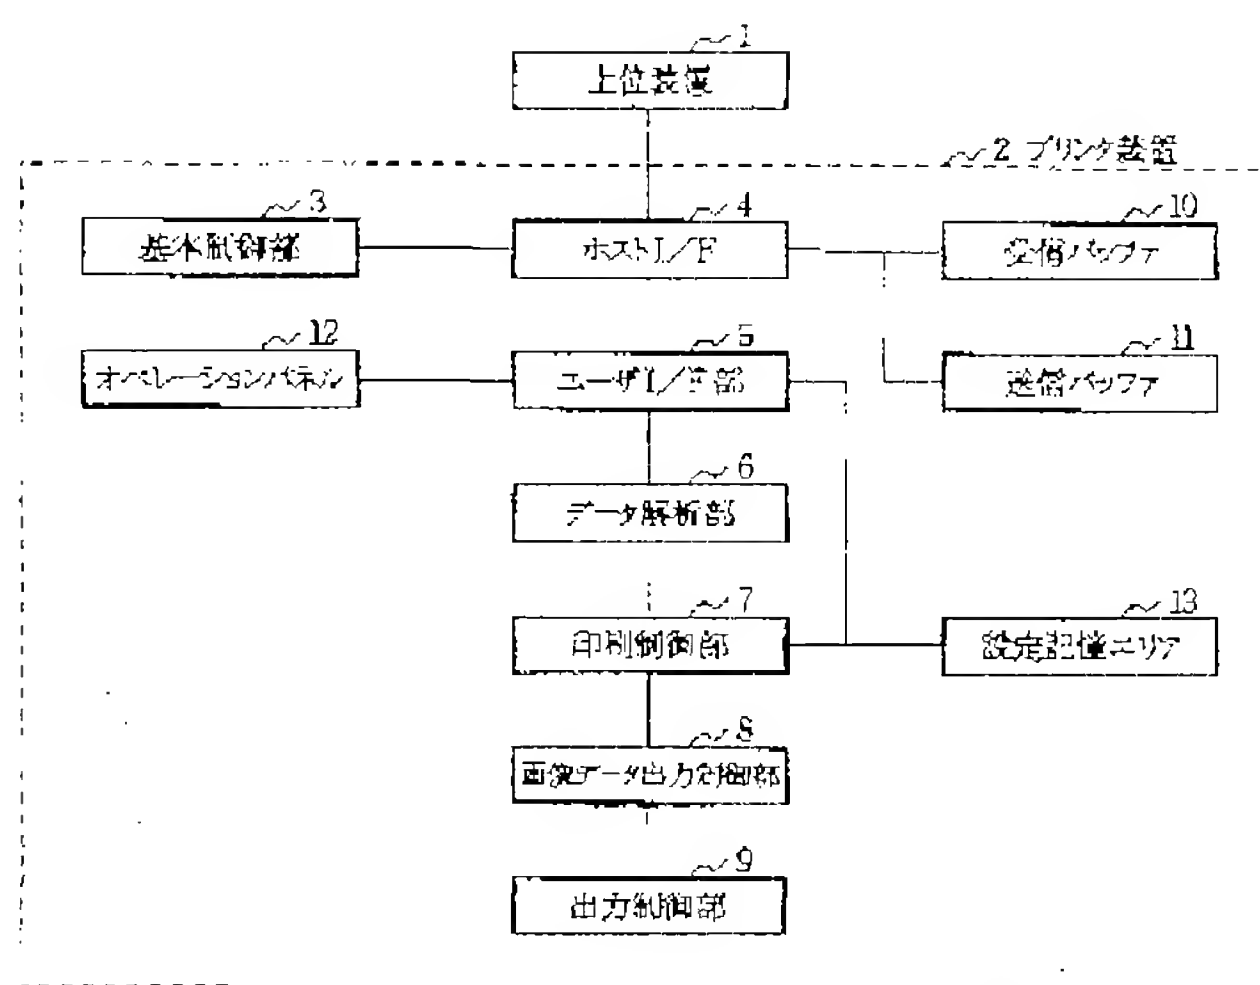 1
上位装置
2 プリンタ装置
3
基本制御部
4
ホストI/F
10
受信バッファ
12
オペレーションパネル
5
ユーザI/F部
11
送信バッファ
6
データ解析部
7
印刷制御部
13
設定記憶エリア
8
画像データ出力制御部
9
出力制御部